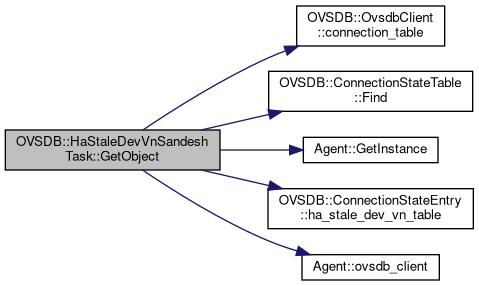 OVSDB::HaStaleDevVnSandesh
Task::GetObject
OVSDB::OvsdbClient
::connection_table
OVSDB::ConnectionStateTable
::Find
Agent::GetInstance
OVSDB::ConnectionStateEntry
::ha_stale_dev_vn_table
Agent::ovsdb_client